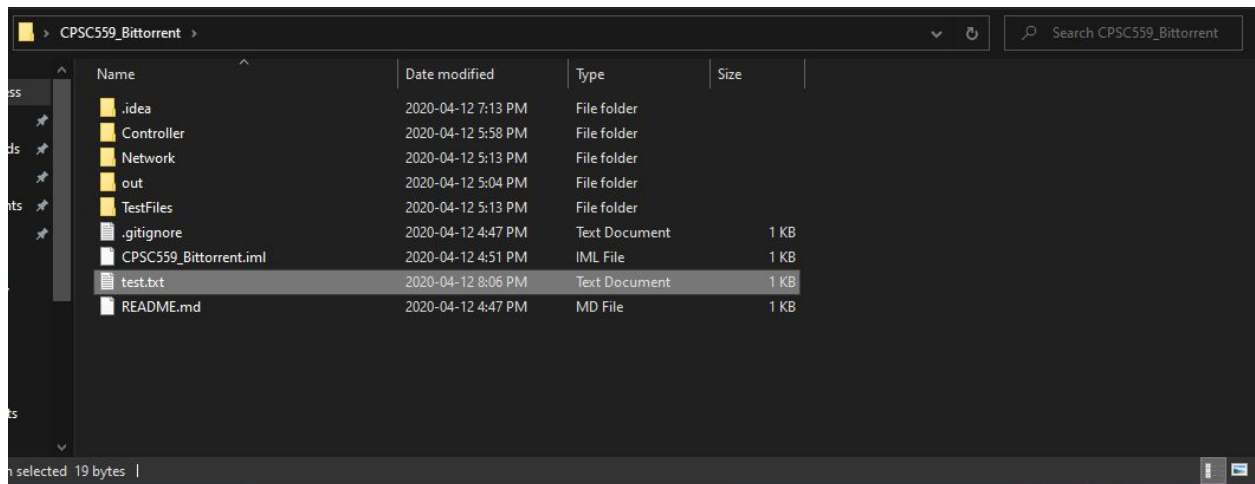 CPSC559_Bittorrent
Search CPSC559_Bittorrent
Name Date modified Type Size
.idea 2020-04-12 7:13 PM File folder
Controller 2020-04-12 5:58 PM File folder
Network 2020-04-12 5:13 PM File folder
out 2020-04-12 5:04 PM File folder
TestFiles 2020-04-12 5:13 PM File folder
.gitignore 2020-04-12 4:47 PM Text Document 1 KB
CPSC559_Bittorrent.iml 2020-04-12 4:51 PM IML File 1 KB
test.txt 2020-04-12 8:06 PM Text Document 1 KB
README.md 2020-04-12 4:47 PM MD File 1 KB
selected 19 bytes